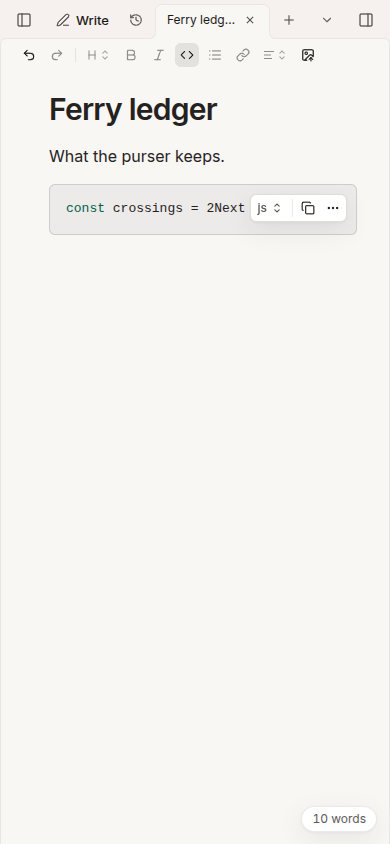 Write
Ferry ledg...
H
B
I
Ferry ledger
What the purser keeps.
const crossings = 2Next
js
10 words